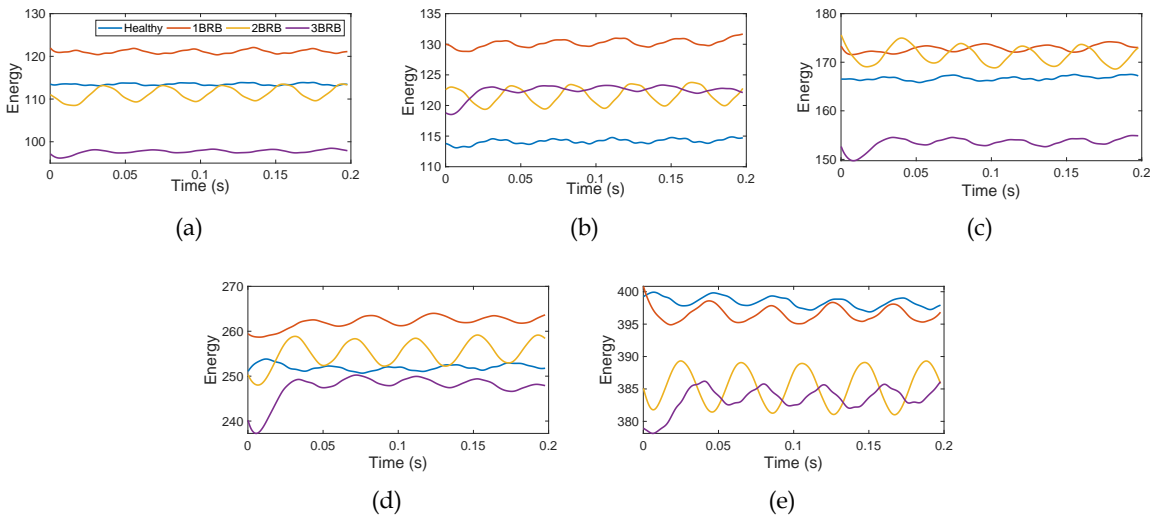 Healthy 1BRB 2BRB 3BRB
130
120
110
100
Energy
0 0.05 0.1 0.15 0.2
Time (s)
(a)
135
130
125
120
115
110
Energy
0 0.05 0.1 0.15 0.2
Time (s)
(b)
180
170
160
150
Energy
0 0.05 0.1 0.15 0.2
Time (s)
(c)
270
260
250
240
Energy
0 0.05 0.1 0.15 0.2
Time (s)
(d)
400
395
390
385
380
Energy
0 0.05 0.1 0.15 0.2
Time (s)
(e)